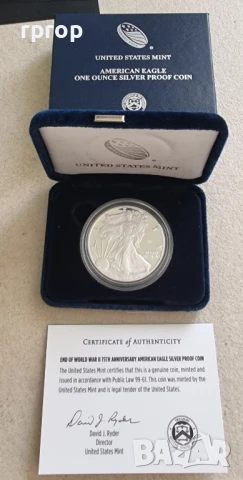 rprop
UNITED STATES MINT
AMERICAN EAGLE
ONE OUNCE SILVER PROOF COIN
UNITED STATES MINT
CERTIFICATE OF AUTHENTICITY
END OF WORLD WAR II 75TH ANNIVERSARY AMERICAN EAGLE SILVER PROOF COIN
The United States Mint certifies that this is a genuine coin, minted and
issued in accordance with Public Law 99-61. This coin was minted by the
United States Mint and is legal tender of the United States.
David J. Ryder
David J. Ryder
Director
United States Mint
BAZAR